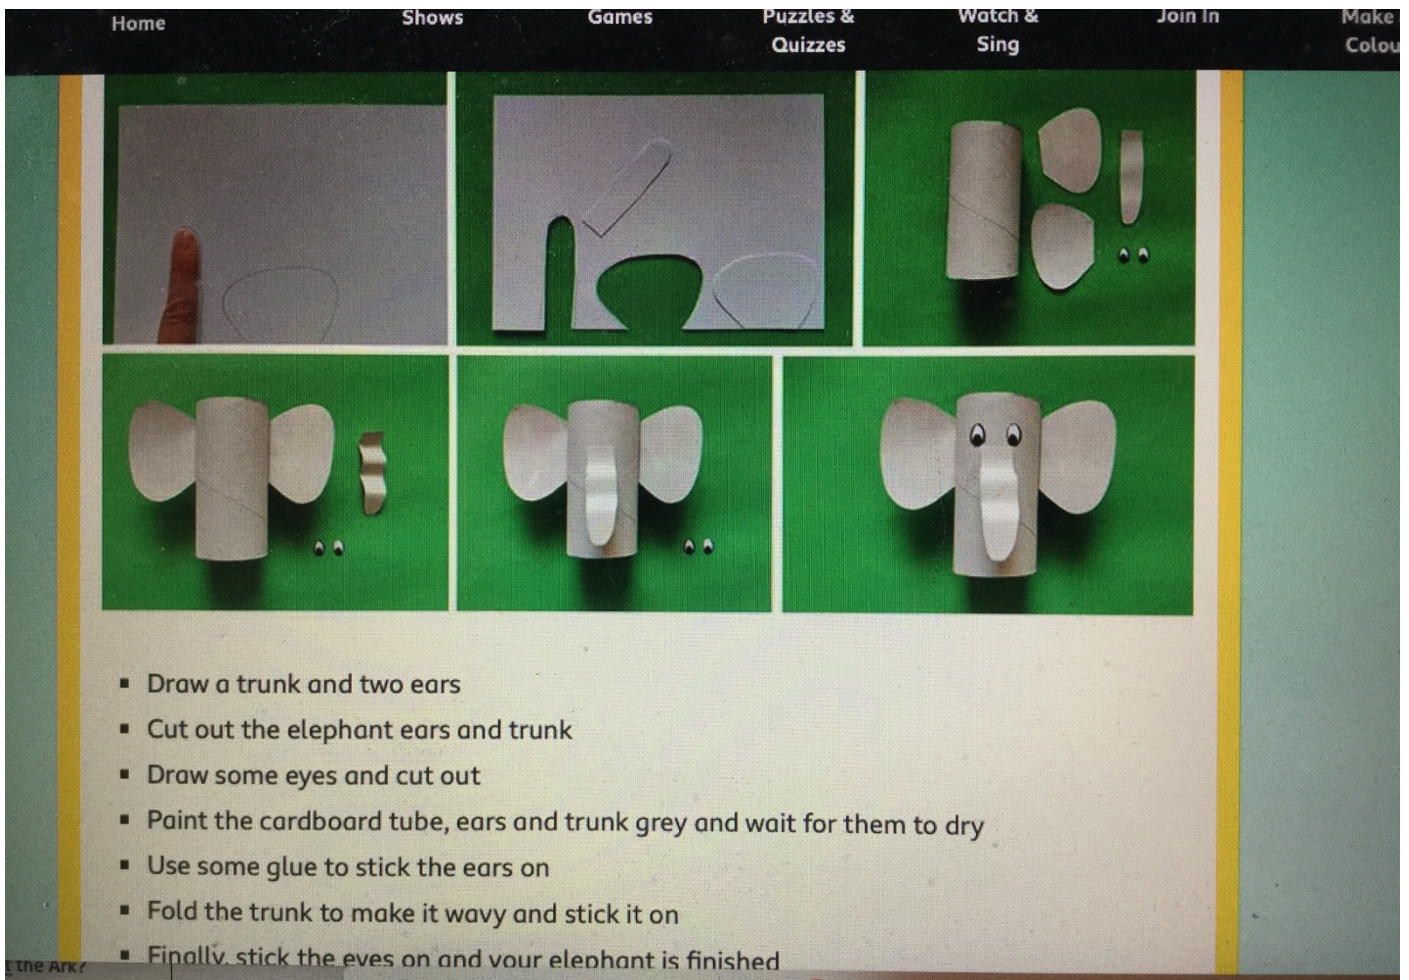 Home
Shows
Games
Puzzles &
Quizzes
Watch &
Sing
Join In
Make
Colou
▪ Draw a trunk and two ears
▪ Cut out the elephant ears and trunk
▪ Draw some eyes and cut out
▪ Paint the cardboard tube, ears and trunk grey and wait for them to dry
▪ Use some glue to stick the ears on
▪ Fold the trunk to make it wavy and stick it on
▪ Finally, stick the eyes on and your elephant is finished
t the Ark?